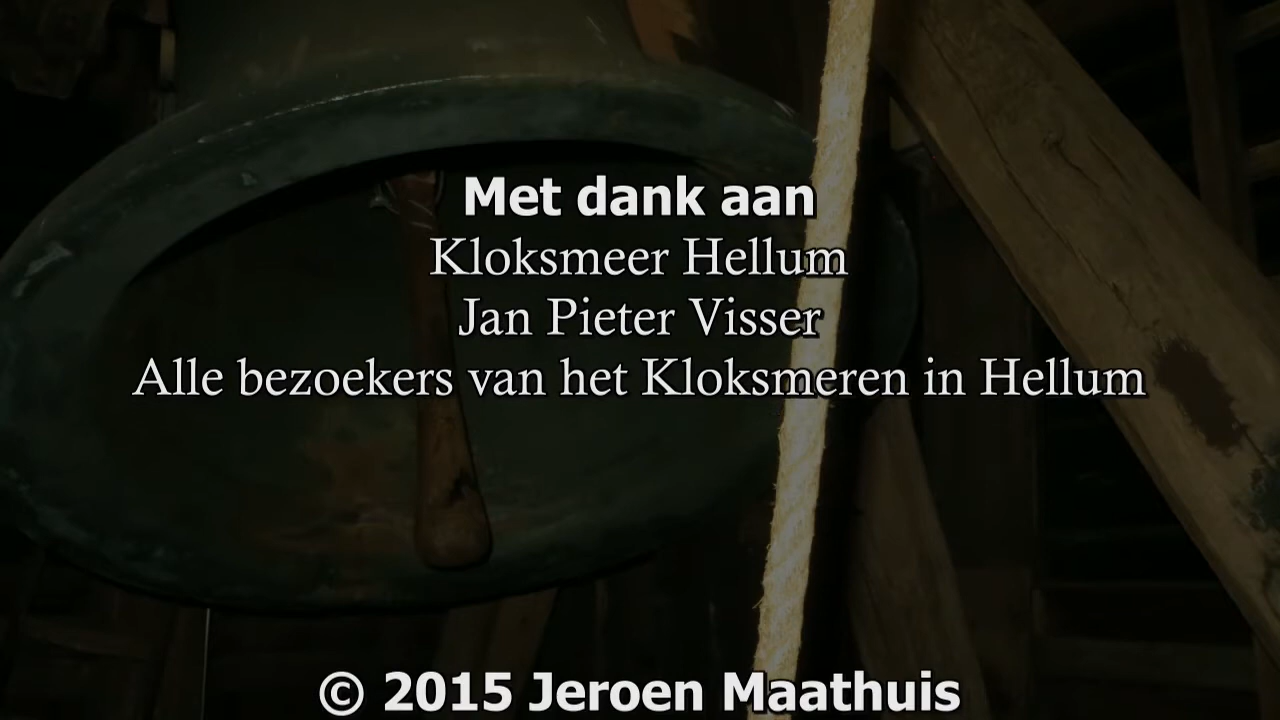 Met dank aan
Kloksmeer Hellum
Jan Pieter Visser
Alle bezoekers van het Kloksmeren in Hellum
© 2015 Jeroen Maathuis